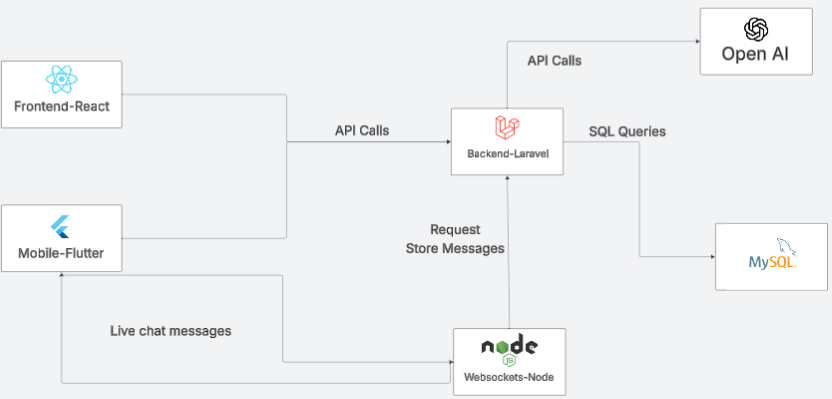 Open AI
API Calls
Frontend-React
API Calls
Backend-Laravel
SQL Queries
Mobile-Flutter
Request
Store Messages
MySQL
Live chat messages
node
JS
Websockets-Node